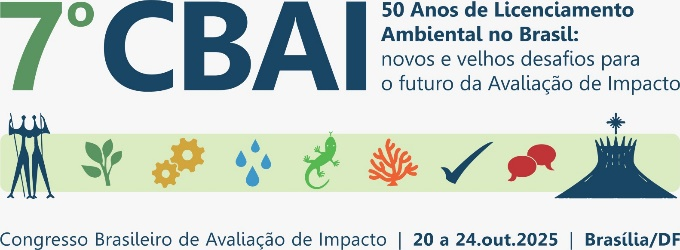 7º CBAI
50 Anos de Licenciamento
Ambiental no Brasil:
novos e velhos desafios para
o futuro da Avaliação de Impacto
Congresso Brasileiro de Avaliação de Impacto | 20 a 24.out.2025 | Brasília/DF